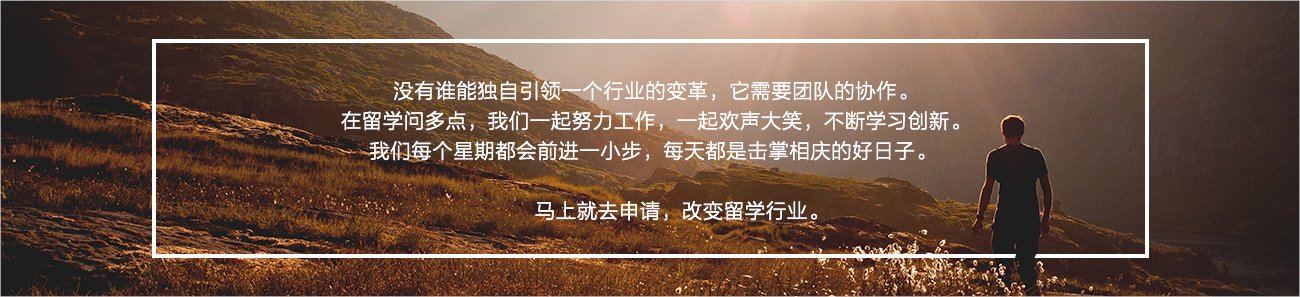 没有谁能独自引领一个行业的变革，它需要团队的协作。
在留学问多点，我们一起努力工作，一起欢声大笑，不断学习创新。
我们每个星期都会前进一小步，每天都是击掌相庆的好日子。
马上就去申请，改变留学行业。